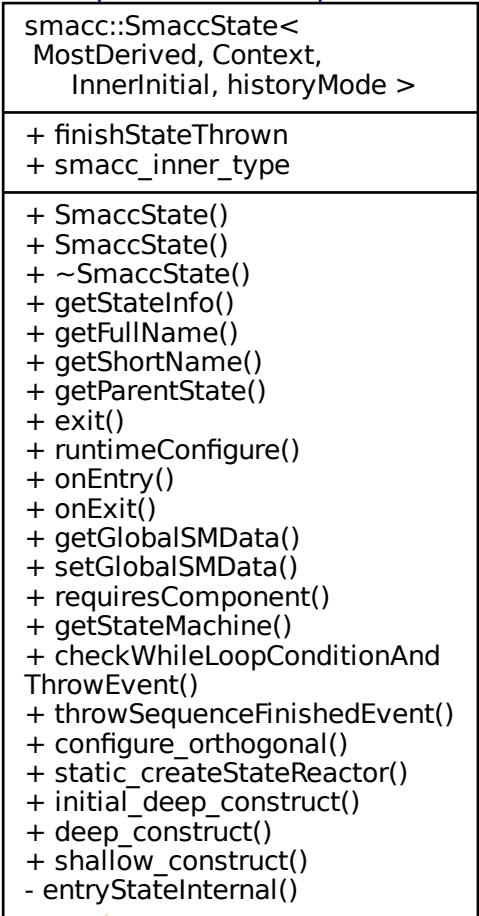 smacc::SmaccState<
MostDerived, Context,
InnerInitial, historyMode >
+ finishStateThrown
+ smacc_inner_type
+ SmaccState()
+ SmaccState()
+ ~SmaccState()
+ getStateInfo()
+ getFullName()
+ getShortName()
+ getParentState()
+ exit()
+ runtimeConfigure()
+ onEntry()
+ onExit()
+ getGlobalSMData()
+ setGlobalSMData()
+ requiresComponent()
+ getStateMachine()
+ checkWhileLoopConditionAnd
ThrowEvent()
+ throwSequenceFinishedEvent()
+ configure_orthogonal()
+ static_createStateReactor()
+ initial_deep_construct()
+ deep_construct()
+ shallow_construct()
- entryStateInternal()